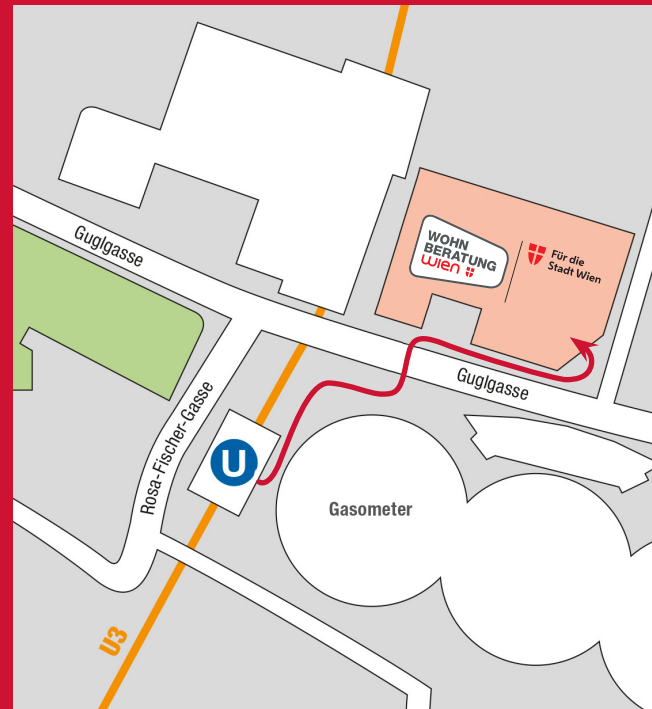 Guglgasse
WOHN
BERATUNG
wien
Für die
Stadt Wien
Guglgasse
Rosa-Fischer-Gasse
U
Gasometer
U3